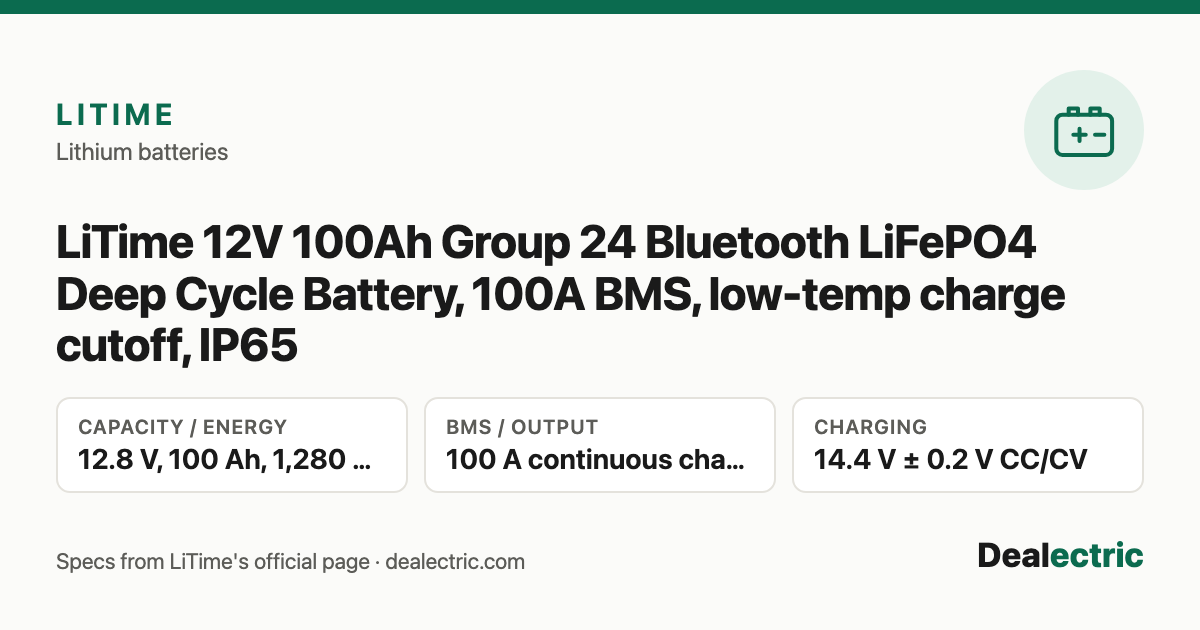 LITIME
Lithium batteries
LiTime 12V 100Ah Group 24 Bluetooth LiFePO4
Deep Cycle Battery, 100A BMS, low-temp charge
cutoff, IP65
CAPACITY / ENERGY
12.8 V, 100 Ah, 1,280 ...
BMS / OUTPUT
100 A continuous cha...
CHARGING
14.4 V ± 0.2 V CC/CV
Specs from LiTime's official page · dealectric.com
Dealectric